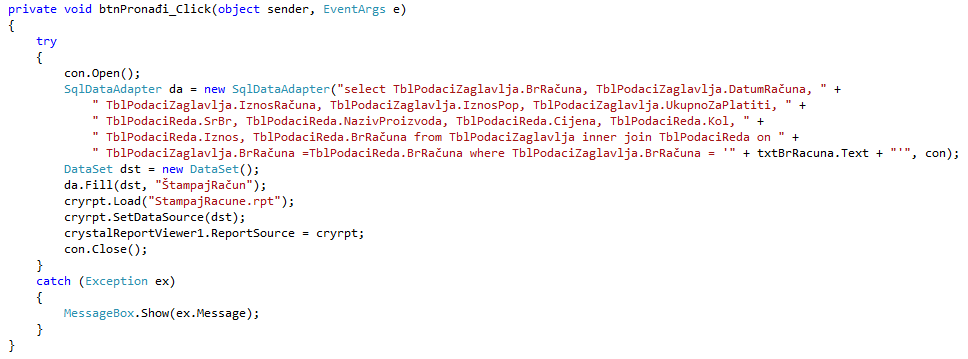 private void btnPronađi_Click(object sender, EventArgs e)
{
    try
    {
        con.Open();
        SqlDataAdapter da = new SqlDataAdapter("select TblPodaciZaglavlja.BrRačuna, TblPodaciZaglavlja.DatumRačuna, " +
            " TblPodaciZaglavlja.IznosRačuna, TblPodaciZaglavlja.IznosPop, TblPodaciZaglavlja.UkupnoZaPlatiti, " +
            " TblPodaciReda.SrBr, TblPodaciReda.NazivProizvoda, TblPodaciReda.Cijena, TblPodaciReda.Kol, " +
            " TblPodaciReda.Iznos, TblPodaciReda.BrRačuna from TblPodaciZaglavlja inner join TblPodaciReda on " +
            " TblPodaciZaglavlja.BrRačuna =TblPodaciReda.BrRačuna where TblPodaciZaglavlja.BrRačuna = '" + txtBrRacuna.Text + "'", con);
        DataSet dst = new DataSet();
        da.Fill(dst, "ŠtampajRačun");
        cryrpt.Load("StampajRacune.rpt");
        cryrpt.SetDataSource(dst);
        crystalReportViewer1.ReportSource = cryrpt;
        con.Close();
    }
    catch (Exception ex)
    {
        MessageBox.Show(ex.Message);
    }
}